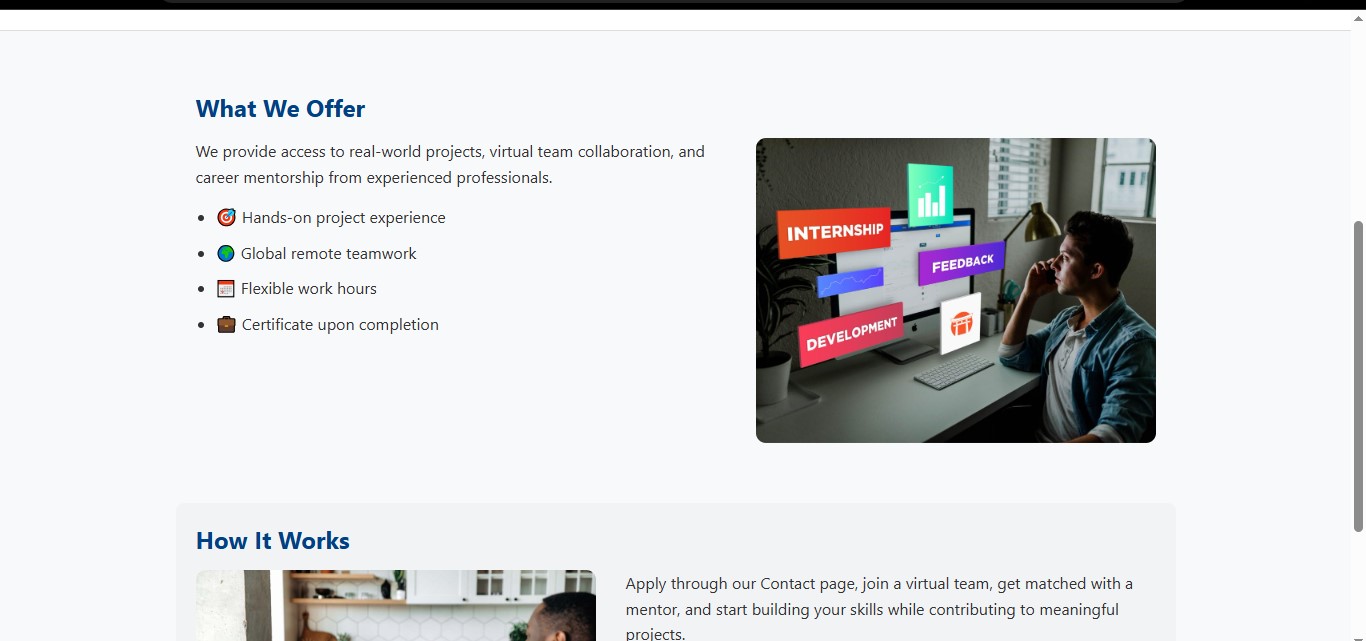 What We Offer
We provide access to real-world projects, virtual team collaboration, and
career mentorship from experienced professionals.
• 🎯 Hands-on project experience
• 🌍 Global remote teamwork
• 📅 Flexible work hours
• 💼 Certificate upon completion
INTERNSHIP
FEEDBACK
DEVELOPMENT
How It Works
Apply through our Contact page, join a virtual team, get matched with a
mentor, and start building your skills while contributing to meaningful
projects.